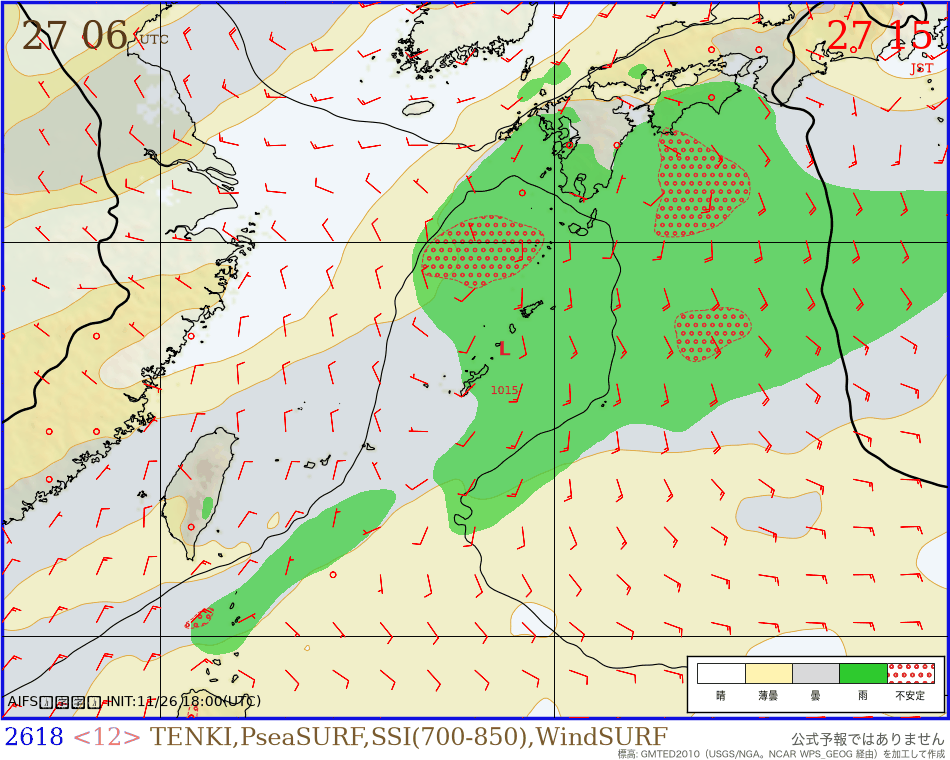 27 06 UTC
27 15
JST
L
1015
AIFS INIT:11/26 18:00(UTC)
晴 薄曇 曇 雨 不安定
2618 <12> TENKI,PseaSURF,SSI(700-850),WindSURF
公式予報ではありません
標高: GMTED2010（USGS/NGA。NCAR WPS_GEOG 経由）を加工して作成